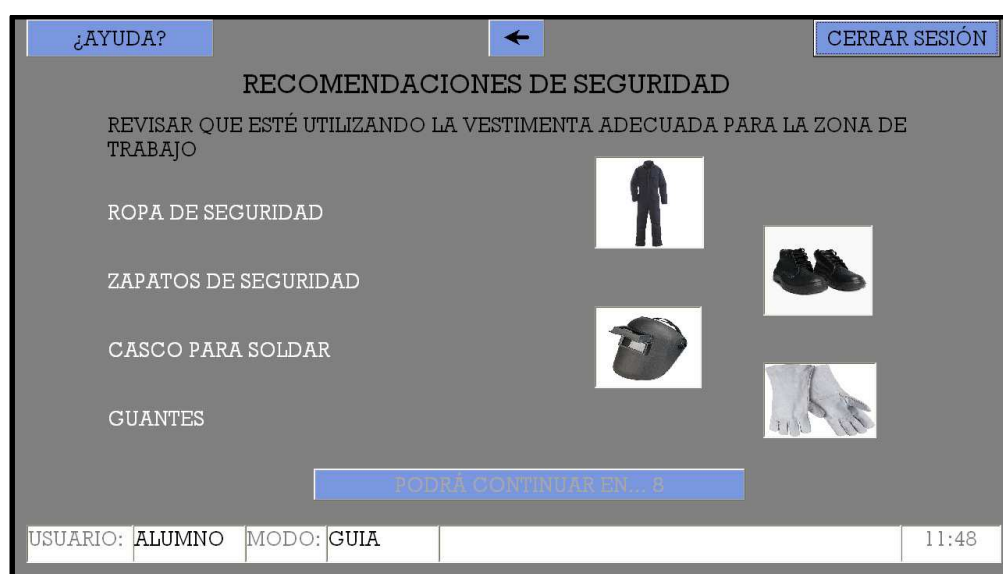 ¿AYUDA?
CERRAR SESIÓN
RECOMENDACIONES DE SEGURIDAD
REVISAR QUE ESTÉ UTILIZANDO LA VESTIMENTA ADECUADA PARA LA ZONA DE
TRABAJO
ROPA DE SEGURIDAD
ZAPATOS DE SEGURIDAD
CASCO PARA SOLDAR
GUANTES
PODRÁ CONTINUAR EN... 8
USUARIO: ALUMNO MODO: GUIA 11:48